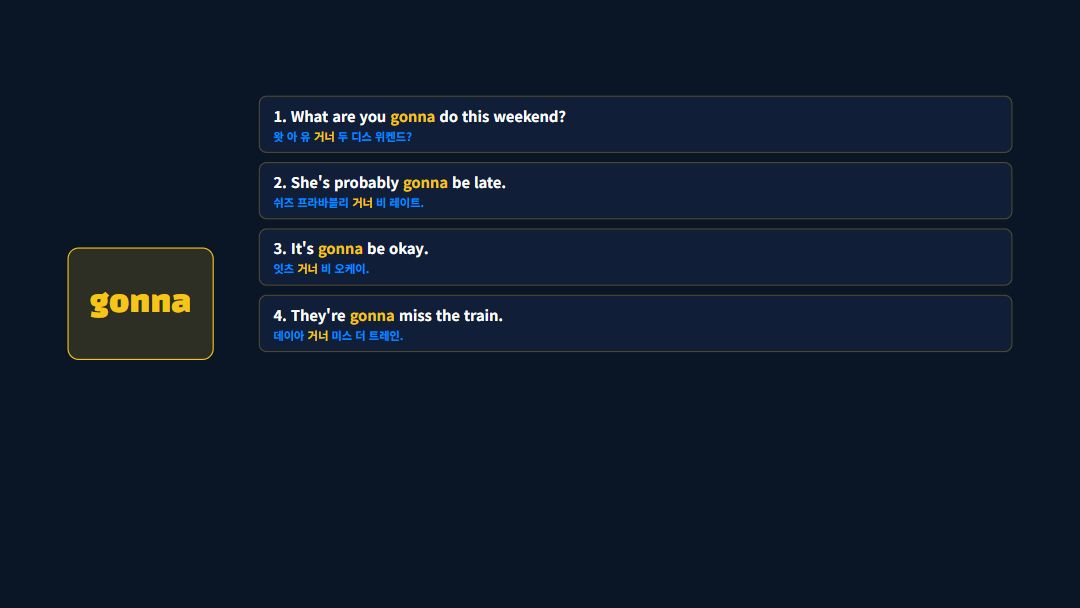 gonna
1. What are you gonna do this weekend?
왓 아 유 거너 두 디스 위켄드?
2. She's probably gonna be late.
쉬즈 프라바블리 거너 비 레이트.
3. It's gonna be okay.
잇츠 거너 비 오케이.
4. They're gonna miss the train.
데이아 거너 미스 더 트레인.